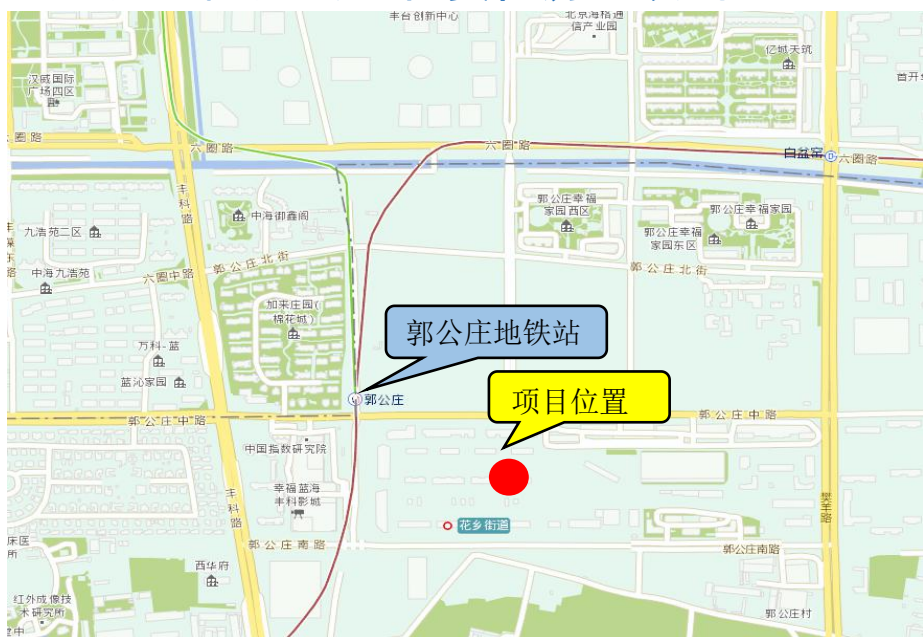 丰台创新中心
北京海格通
信产业园
亿城天筑
首开华
汉威国际
广场四区
六圈路
六圈路
六圈路
白盆窑
六圈路
丰科路
中海御鑫阁
郭公庄幸福
家园西区
郭公庄幸福家园
郭公庄幸福
家园东区
九浩苑二区
中海九浩苑
六圈中路
郭公庄北街
郭公庄北街
加来庄园(
棉花城)
郭公庄地铁站
万科-蓝
蓝沁家园
郭公庄
项目位置
郭公庄中路
郭公庄中路
中国指数研究院
幸福蓝海
丰科影城
丰科路
花乡街道
樊羊路
郭公庄南路
郭公庄南路
床医
所
西华府
红外成像技
术研究所
郭公庄村